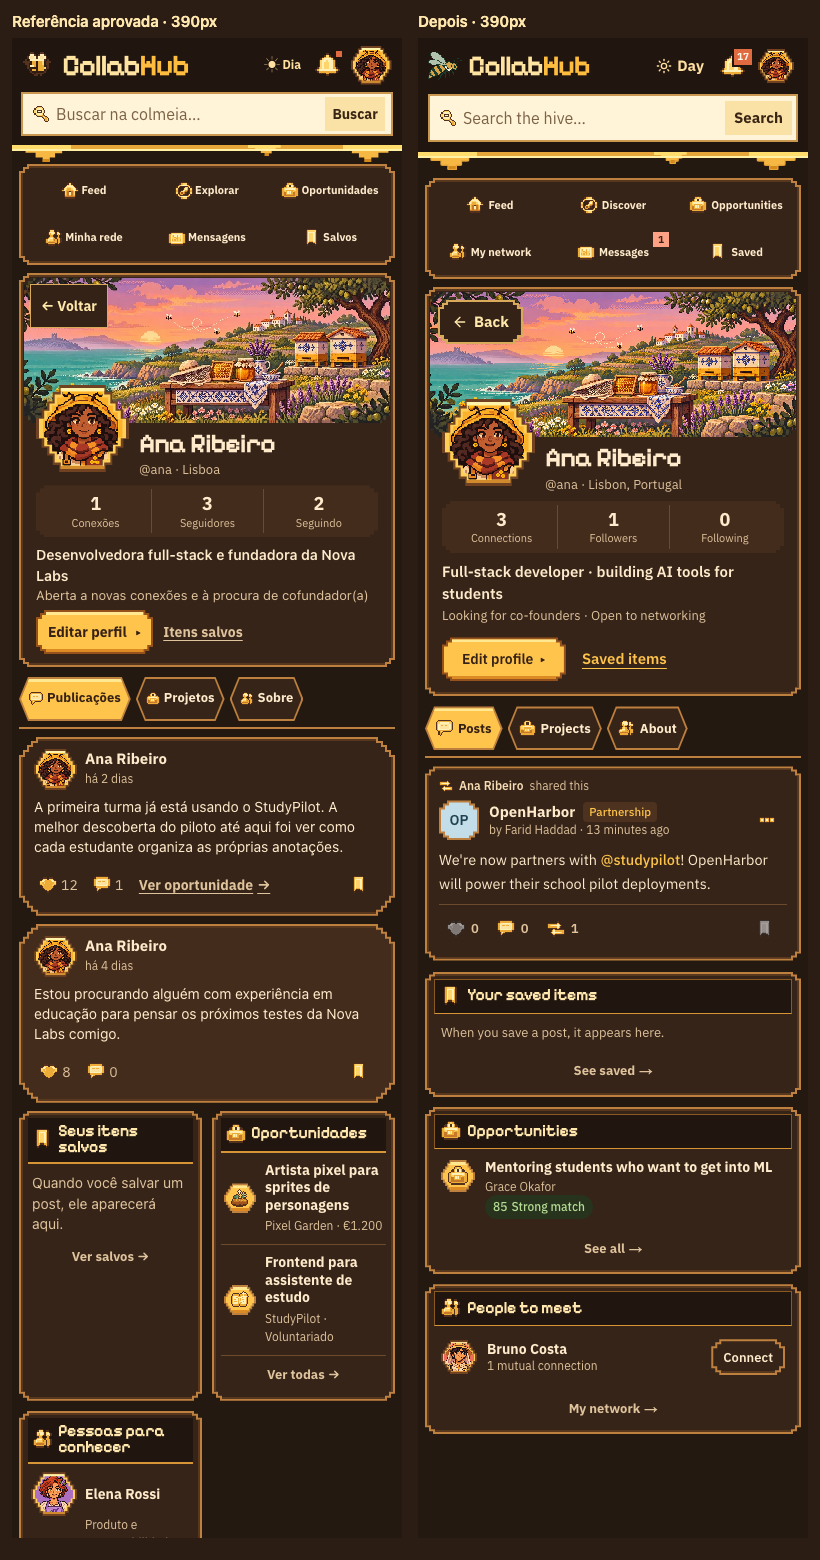 Referência aprovada · 390px
CollabHub
Dia
Buscar na colmeia...
Buscar
Feed
Explorar
Oportunidades
Minha rede
Mensagens
Salvos
← Voltar
Ana Ribeiro
@ana · Lisboa
1
3
2
Conexões
Seguidores
Seguindo
Desenvolvedora full-stack e fundadora da Nova
Labs
Aberta a novas conexões e à procura de cofundador(a)
Editar perfil ▸
Itens salvos
Publicações
Projetos
Sobre
Ana Ribeiro
há 2 dias
A primeira turma já está usando o StudyPilot. A
melhor descoberta do piloto até aqui foi ver como
cada estudante organiza as próprias anotações.
12
1
Ver oportunidade →
Ana Ribeiro
há 4 dias
Estou procurando alguém com experiência em
educação para pensar os próximos testes da Nova
Labs comigo.
8
0
Seus itens
salvos
Quando você salvar um
post, ele aparecerá
aqui.
Ver salvos →
Oportunidades
Artista pixel para
sprites de
personagens
Pixel Garden · €1.200
Frontend para
assistente de
estudo
StudyPilot ·
Voluntariado
Ver todas →
Pessoas para
conhecer
Elena Rossi
Produto e
Depois · 390px
CollabHub
Day
17
Search the hive...
Search
Feed
Discover
Opportunities
My network
Messages
1
Saved
← Back
Ana Ribeiro
@ana · Lisbon, Portugal
3
1
0
Connections
Followers
Following
Full-stack developer · building AI tools for
students
Looking for co-founders · Open to networking
Edit profile ▸
Saved items
Posts
Projects
About
Ana Ribeiro shared this
OP
OpenHarbor
Partnership
by Farid Haddad · 13 minutes ago
We're now partners with @studypilot! OpenHarbor
will power their school pilot deployments.
0
0
1
Your saved items
When you save a post, it appears here.
See saved →
Opportunities
Mentoring students who want to get into ML
Grace Okafor
85 Strong match
See all →
People to meet
Bruno Costa
1 mutual connection
Connect
My network →